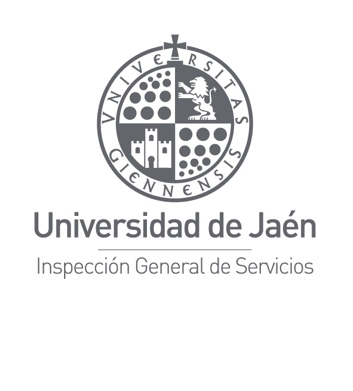 VNIVERSITAS
GIENNENSIS
Universidad de Jaén
Inspección General de Servicios